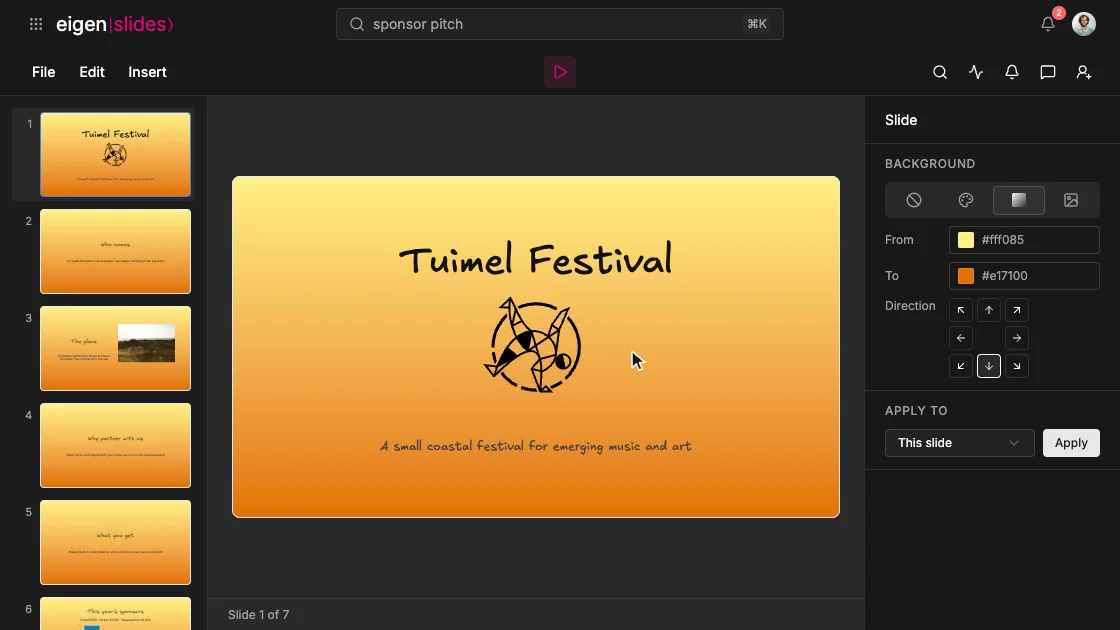 eigen|slides⟩
sponsor pitch
⌘K
2
File
Edit
Insert
1
Tuimel Festival
2
Who comes
3
The place
4
Why partner with us
5
What you get
6
This year's sponsors
Tuimel Festival
A small coastal festival for emerging music and art
Slide 1 of 7
Slide
BACKGROUND
From
#fff085
To
#e17100
Direction
APPLY TO
This slide
Apply